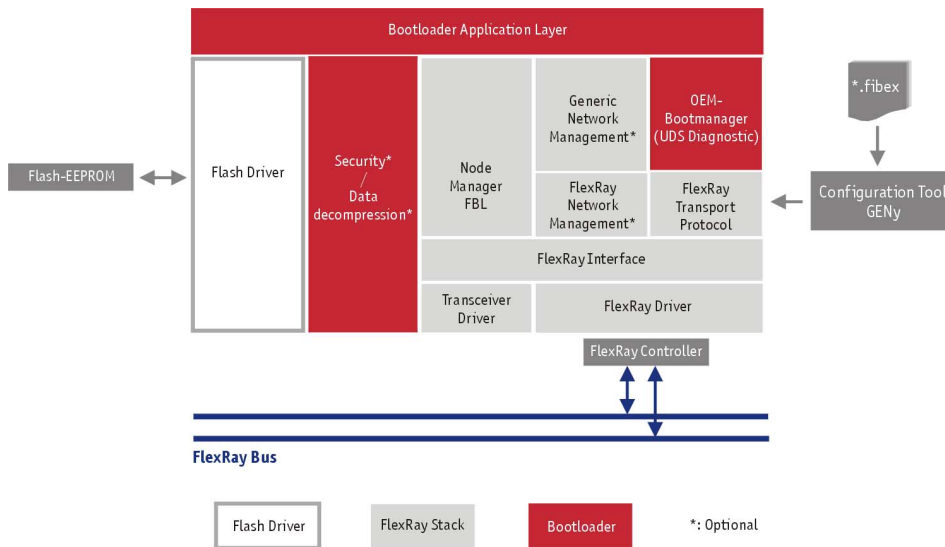 Bootloader Application Layer
Flash-EEPROM
Flash Driver
Security*
/
Data
decompression*
Node
Manager
FBL
Generic
Network
Management*
OEM-
Bootmanager
(UDS Diagnostic)
FlexRay
Network
Management*
FlexRay
Transport
Protocol
FlexRay Interface
Transceiver
Driver
FlexRay Driver
*.fibex
Configuration Tool
GENy
FlexRay Controller
FlexRay Bus
Flash Driver
FlexRay Stack
Bootloader
*: Optional